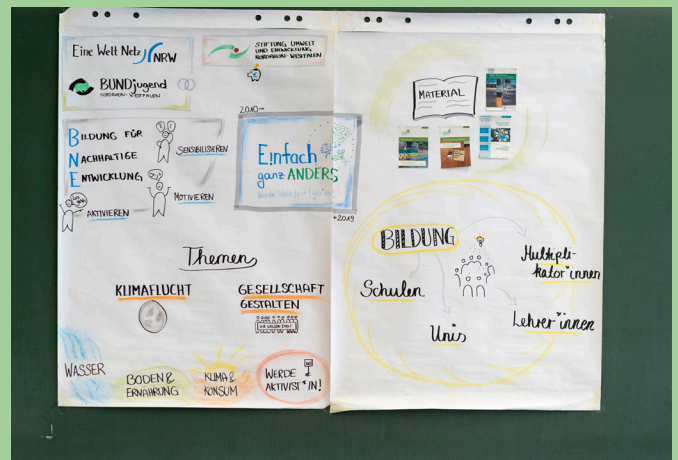 Eine Welt Netz NRW
STIFTUNG UMWELT
UND ENTWICKLUNG
NORDRHEIN-WESTFALEN
BUNDjugend
NORDRHEIN-WESTFALEN
2010→
BILDUNG FÜR
NACHHALTIGE
ENTWICKLUNG
SENSIBILISIEREN
MOTIVIEREN
AKTIVIEREN
E!nfach
ganz ANDERS
←2019
Themen
KLIMAFLUCHT
GESELLSCHAFT
GESTALTEN
WASSER
BODEN &
ERNÄHRUNG
KLIMA &
KONSUM
WERDE
AKTIVIST*IN!
MATERIAL
BILDUNG
Schulen
Unis
Multipli-
kator*innen
Lehrer*innen